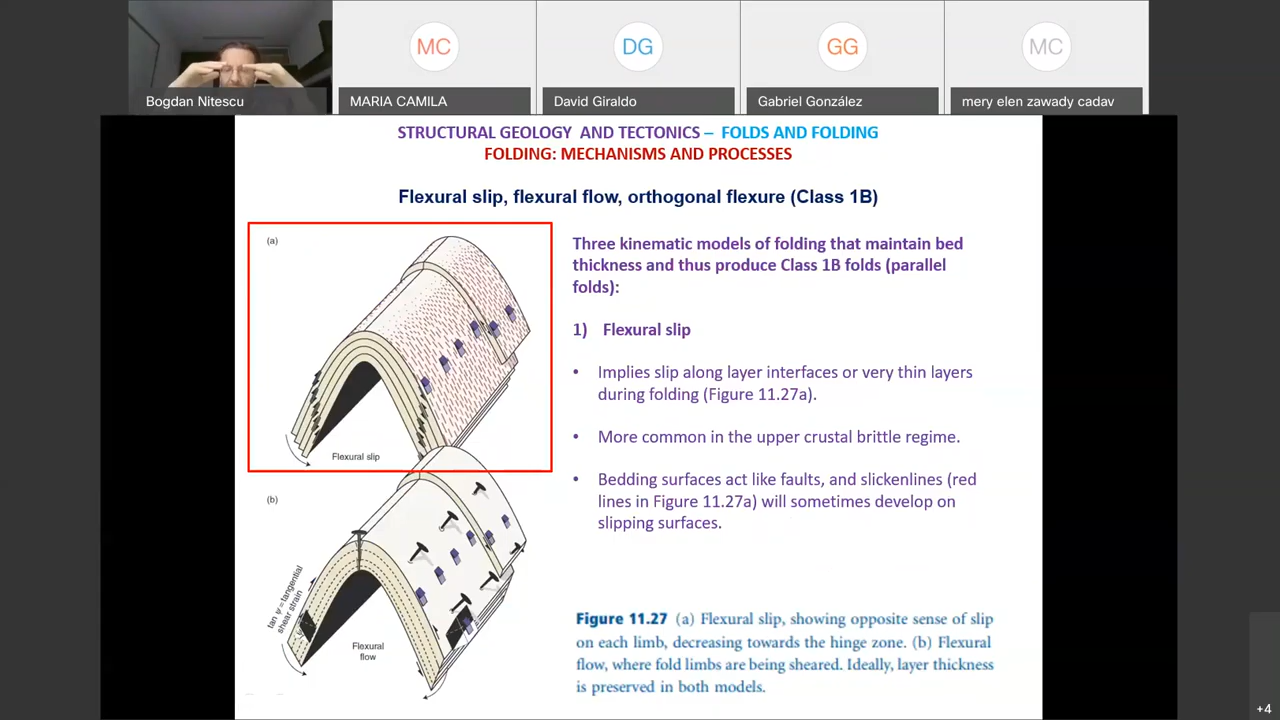 MC
DG
GG
MC
Bogdan Nitescu
MARIA CAMILA
David Giraldo
Gabriel González
mery elen zawady cadav
STRUCTURAL GEOLOGY AND TECTONICS – FOLDS AND FOLDING
FOLDING: MECHANISMS AND PROCESSES
Flexural slip, flexural flow, orthogonal flexure (Class 1B)
(a)
Flexural slip
(b)
tan ψ = tangential
shear strain
Flexural
flow
Three kinematic models of folding that maintain bed
thickness and thus produce Class 1B folds (parallel
folds):
1) Flexural slip
• Implies slip along layer interfaces or very thin layers
during folding (Figure 11.27a).
• More common in the upper crustal brittle regime.
• Bedding surfaces act like faults, and slickenlines (red
lines in Figure 11.27a) will sometimes develop on
slipping surfaces.
Figure 11.27 (a) Flexural slip, showing opposite sense of slip
on each limb, decreasing towards the hinge zone. (b) Flexural
flow, where fold limbs are being sheared. Ideally, layer thickness
is preserved in both models.
+4